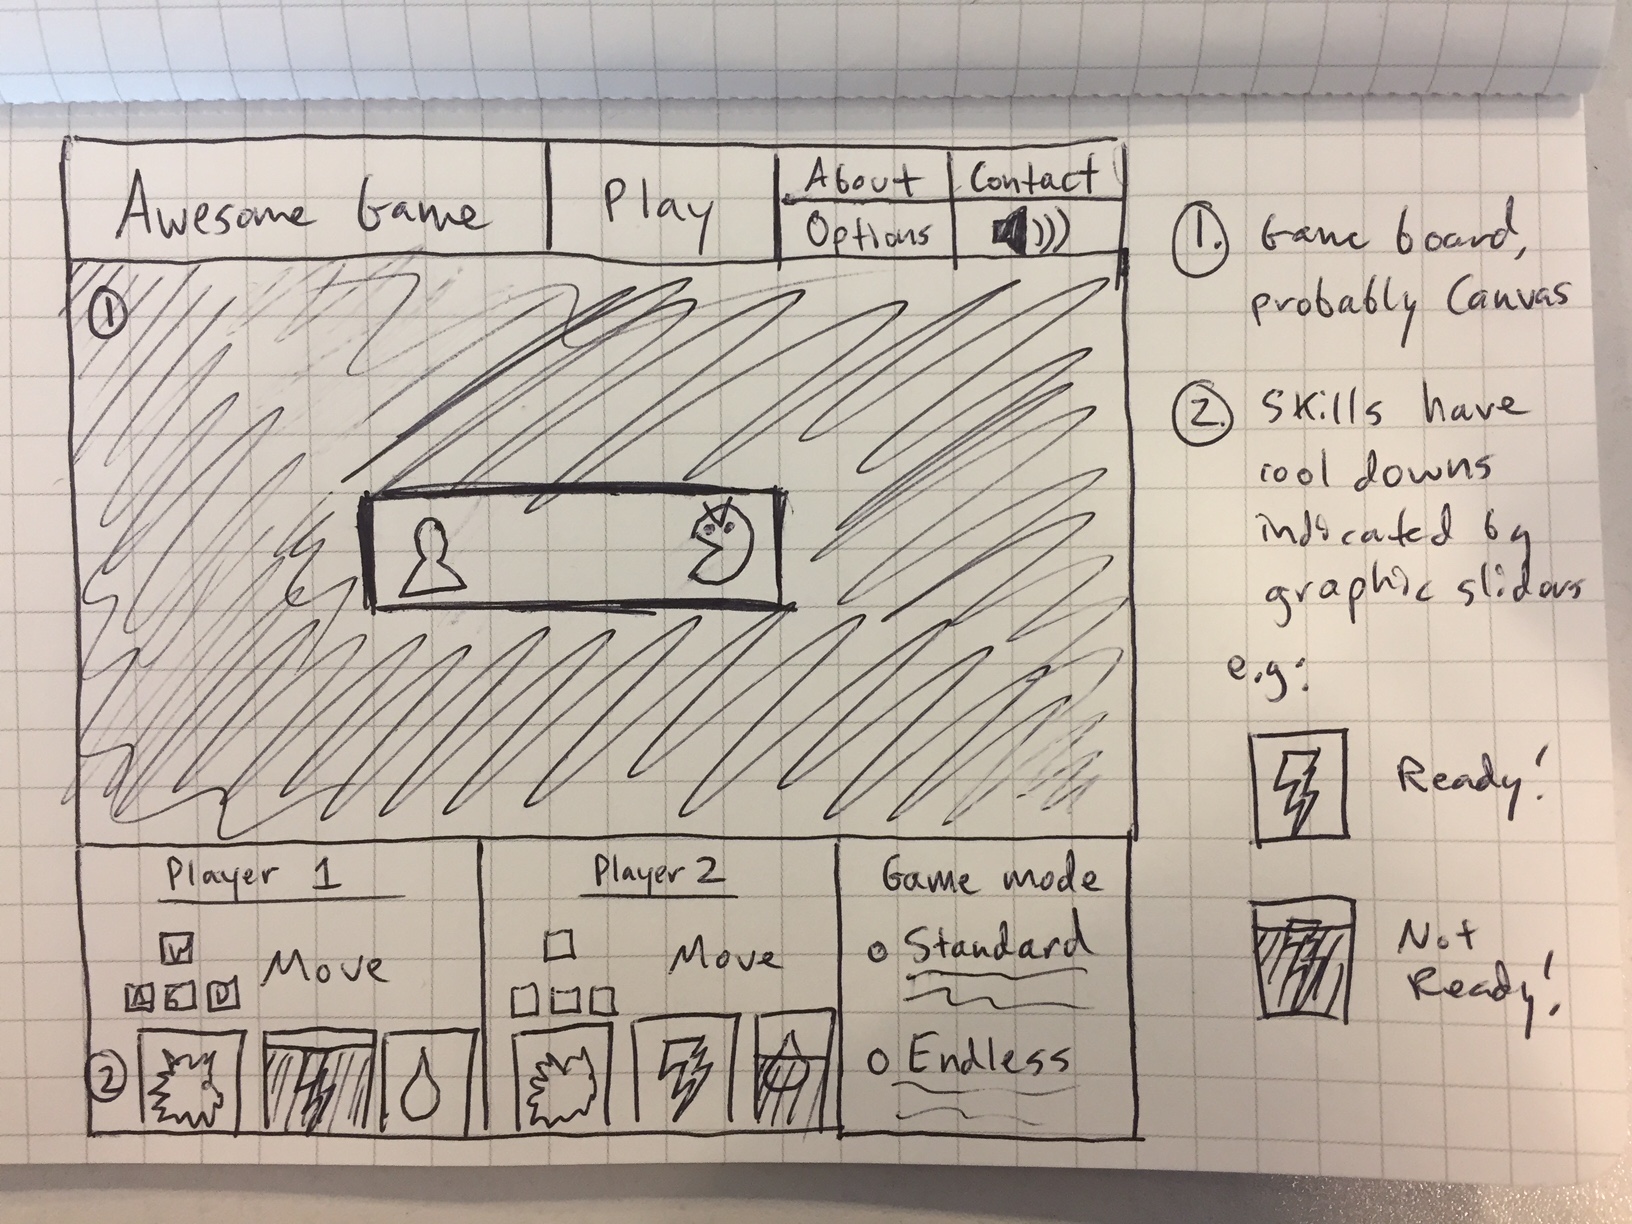 Awesome Game
Play
About
Contact
Options
1
Player 1
W
A S D
Move
2
Player 2
Move
Game mode
Standard
Endless
1. Game board,
probably Canvas
2. Skills have
cool downs
indicated by
graphic sliders
e.g:
Ready!
Not
Ready!